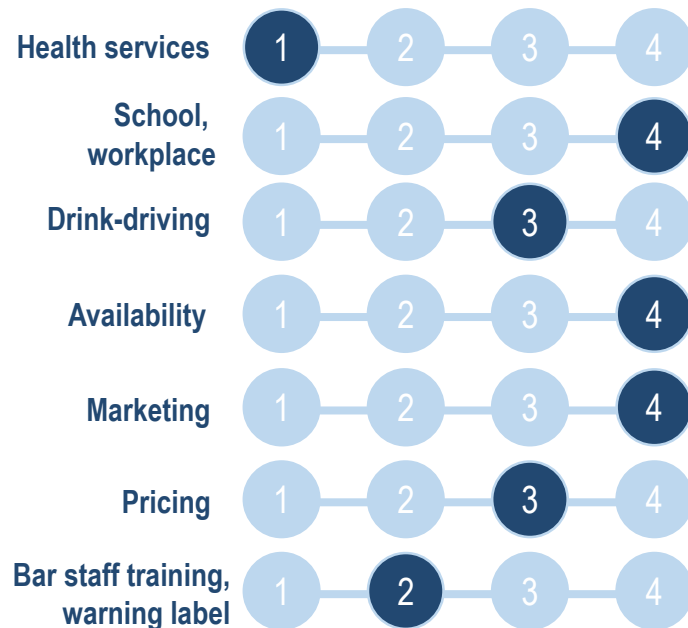 Health services 1 2 3 4
School,
workplace 1 2 3 4
Drink-driving 1 2 3 4
Availability 1 2 3 4
Marketing 1 2 3 4
Pricing 1 2 3 4
Bar staff training,
warning label 1 2 3 4